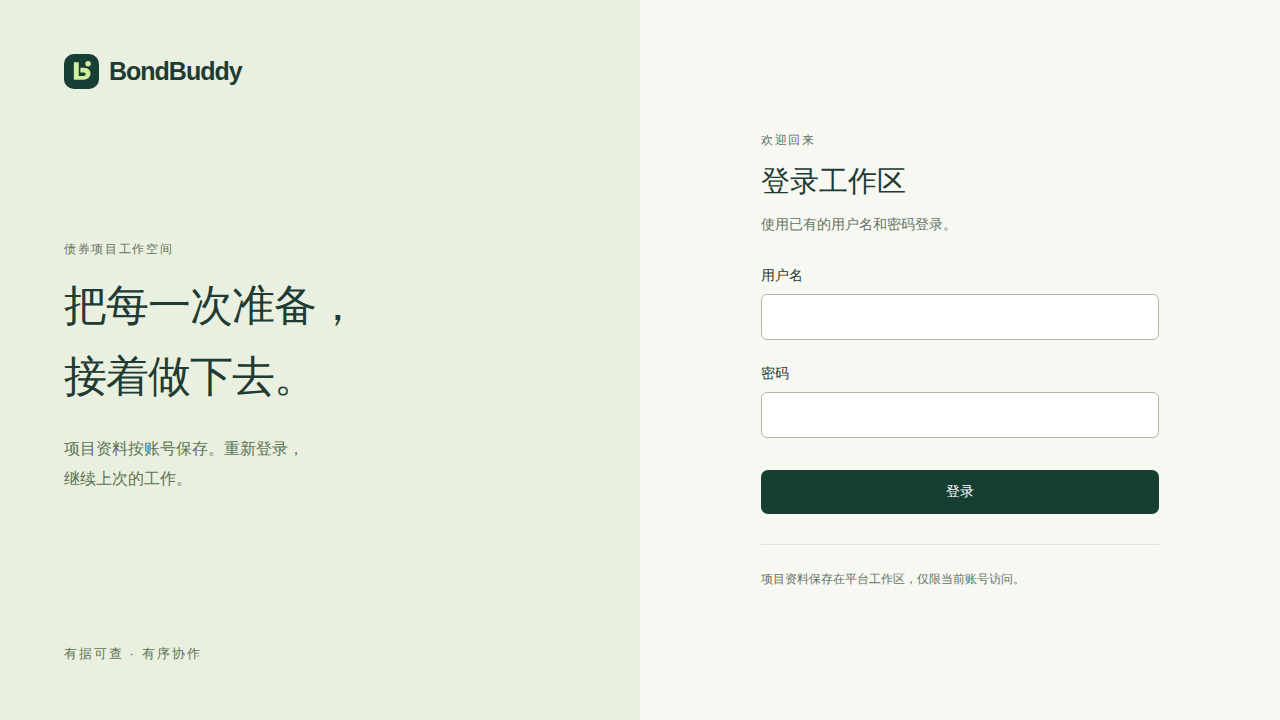 BondBuddy
债券项目工作空间
把每一次准备，
接着做下去。
项目资料按账号保存。重新登录，
继续上次的工作。
有据可查 · 有序协作
欢迎回来
登录工作区
使用已有的用户名和密码登录。
用户名
密码
登录
项目资料保存在平台工作区，仅限当前账号访问。